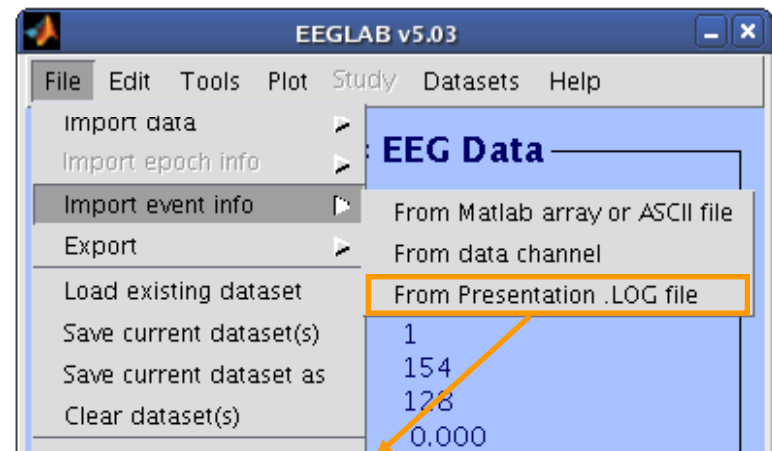 EEGLAB v5.03
File Edit Tools Plot Study Datasets Help
Import data
: EEG Data
Import epoch info
Import event info
From Matlab array or ASCII file
Export
From data channel
Load existing dataset
From Presentation .LOG file
Save current dataset(s)
1
Save current dataset as
154
128
Clear dataset(s)
0.000